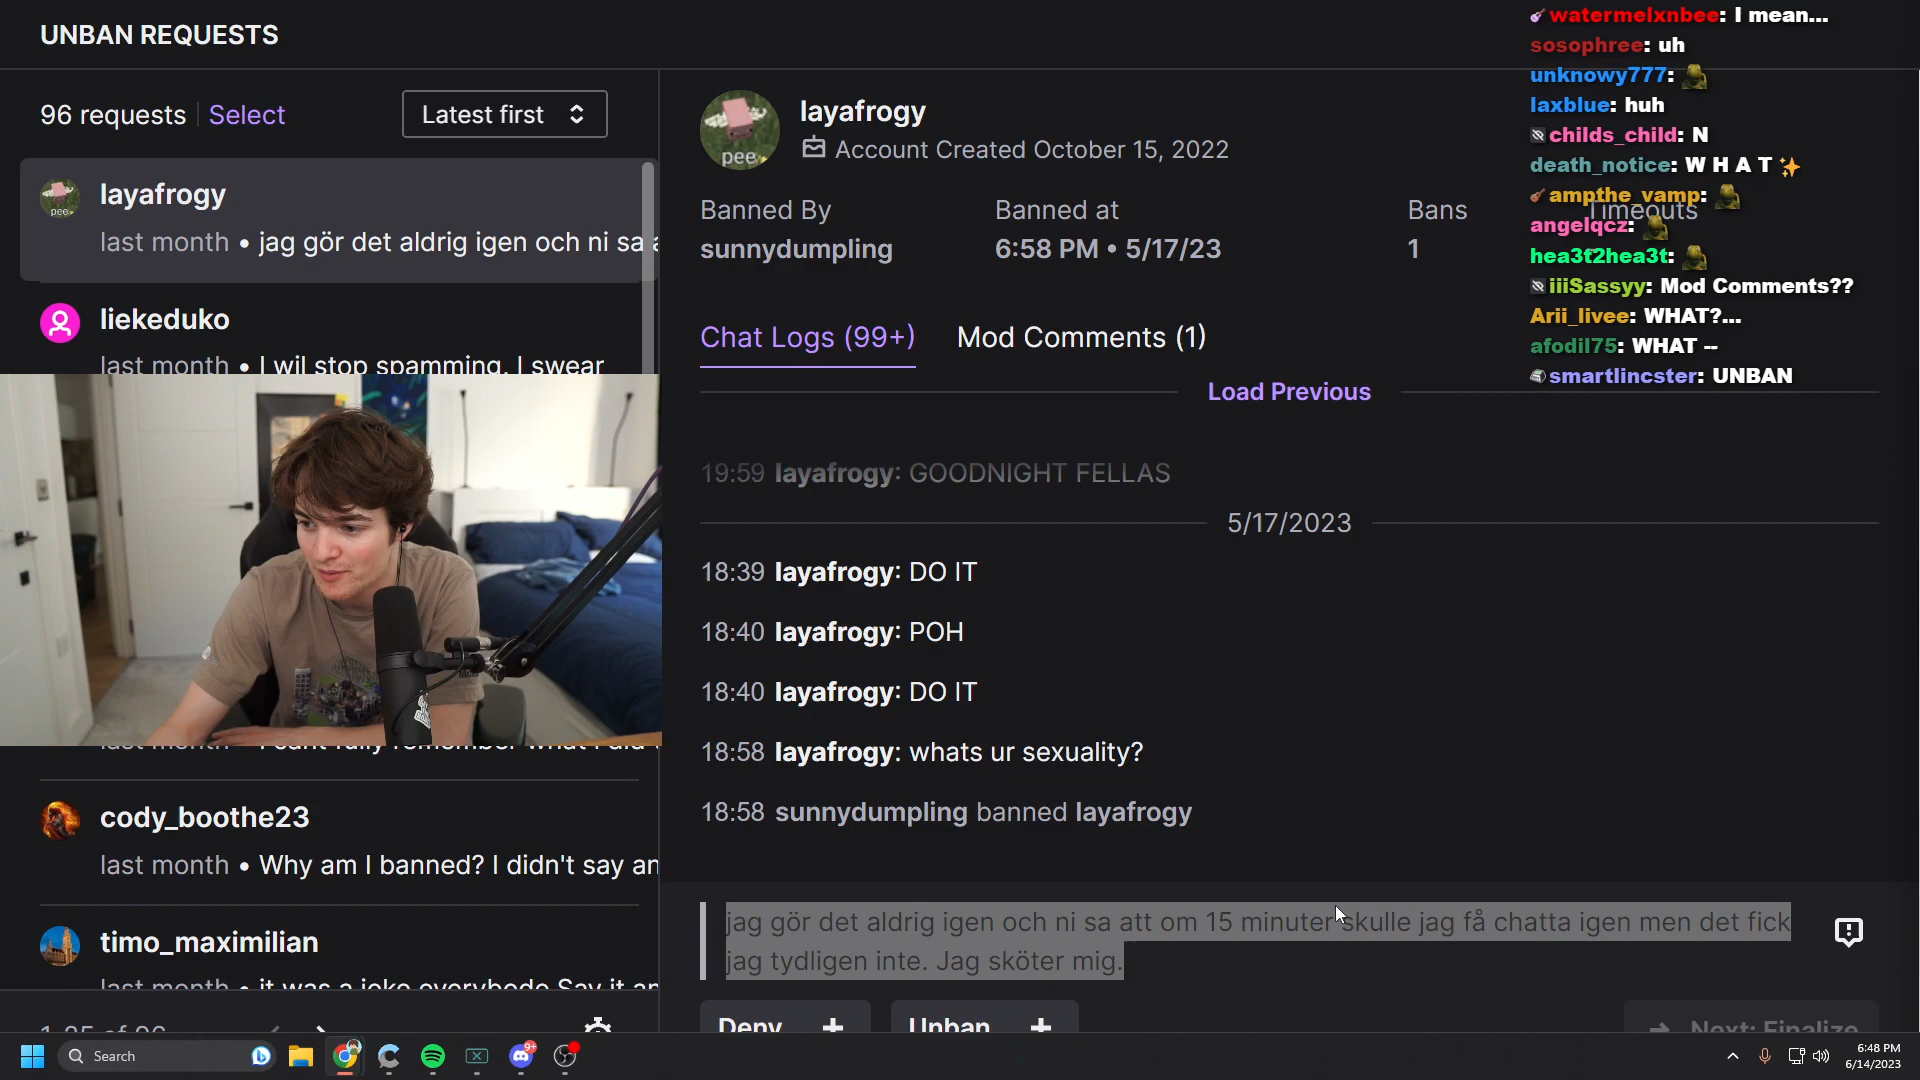 UNBAN REQUESTS
96 requests
Select
Latest first
layafrogy
last month • jag gör det aldrig igen och ni sa
liekeduko
last month • I wil stop spamming, I swear
cody_boothe23
last month • Why am I banned? I didn't say an
timo_maximilian
last month • it was a joke everybode Say it
1-25 of 96
pee
layafrogy
Account Created October 15, 2022
Banned By
Banned at
Bans
Timeouts
sunnydumpling
6:58 PM • 5/17/23
1
Chat Logs (99+)
Mod Comments (1)
Load Previous
19:59 layafrogy: GOODNIGHT FELLAS
5/17/2023
18:39 layafrogy: DO IT
18:40 layafrogy: POH
18:40 layafrogy: DO IT
18:58 layafrogy: whats ur sexuality?
18:58 sunnydumpling banned layafrogy
jag gör det aldrig igen och ni sa att om 15 minuter skulle jag få chatta igen men det fick
jag tydligen inte. Jag sköter mig.
Deny
Unban
Next: Finalize
watermelxnbee: I mean...
sosophree: uh
unknowy777:
laxblue: huh
childs_child: N
death_notice: W H A T
ampthe_vamp:
angelqcz:
hea3t2hea3t:
iiiSassyy: Mod Comments??
Arii_livee: WHAT?...
afodil75: WHAT --
smartlincster: UNBAN
Search
9+
6:48 PM
6/14/2023